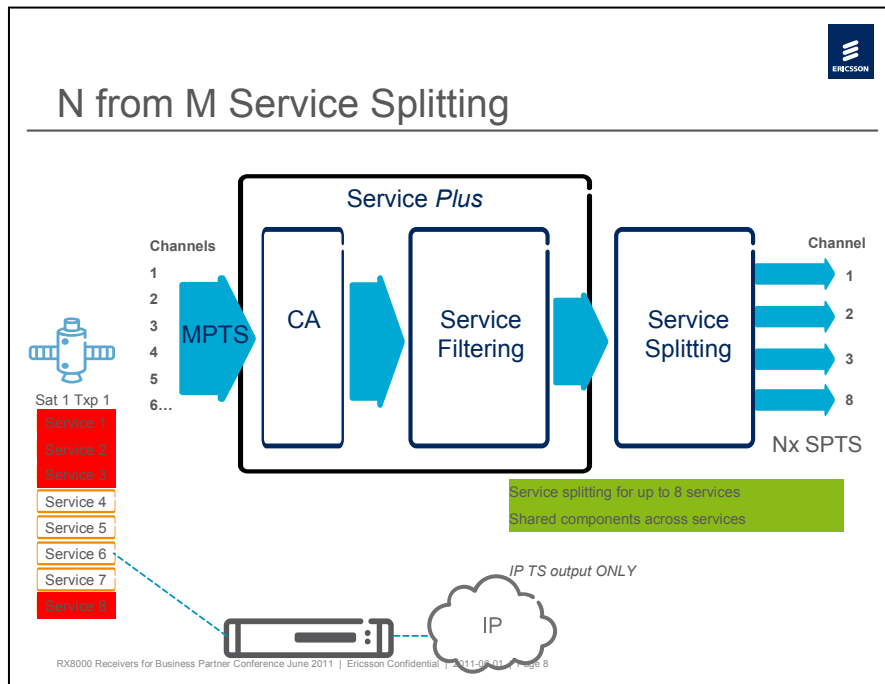 ERICSSON
N from M Service Splitting
Service Plus
Channels
1
2
3
4
5
6...
MPTS
CA
Service
Filtering
Service
Splitting
Channel
1
2
3
8
Nx SPTS
Sat 1 Txp 1
Service 1
Service 2
Service 3
Service 4
Service 5
Service 6
Service 7
Service 8
Service splitting for up to 8 services
Shared components across services
IP TS output ONLY
IP
RX8000 Receivers for Business Partner Conference June 2011 | Ericsson Confidential | 2011-06-01 | Page 8